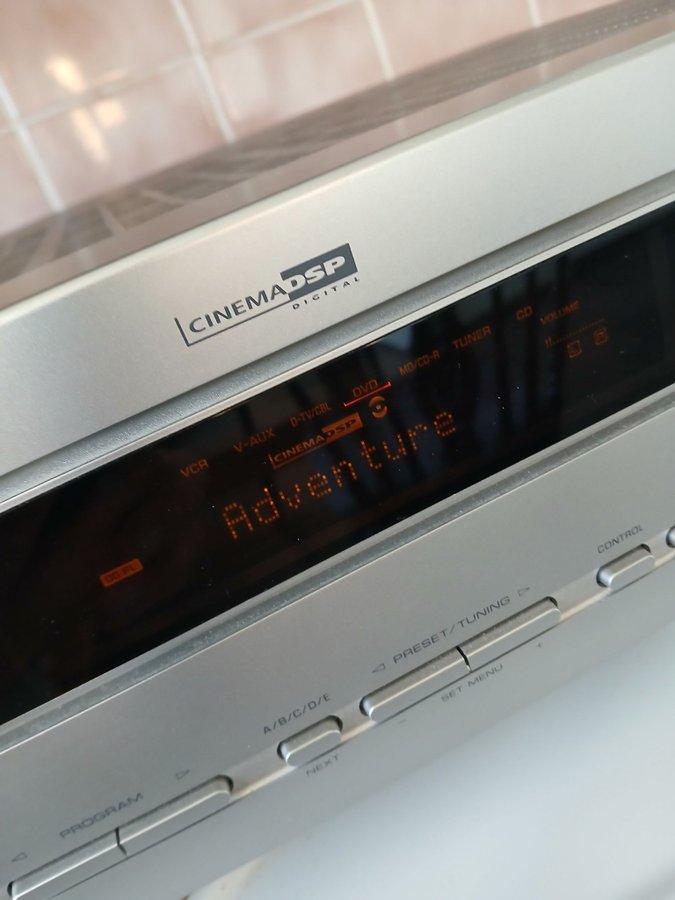 CINEMA DSP
DIGITAL
VCR V-AUX D-TV/CBL DVD MD/CD-R TUNER CD VOLUME
CINEMA DSP
L R
Adventure
CONTROL
◁ PRESET/TUNING ▷
− SET MENU +
A/B/C/D/E
NEXT
◁ PROGRAM ▷